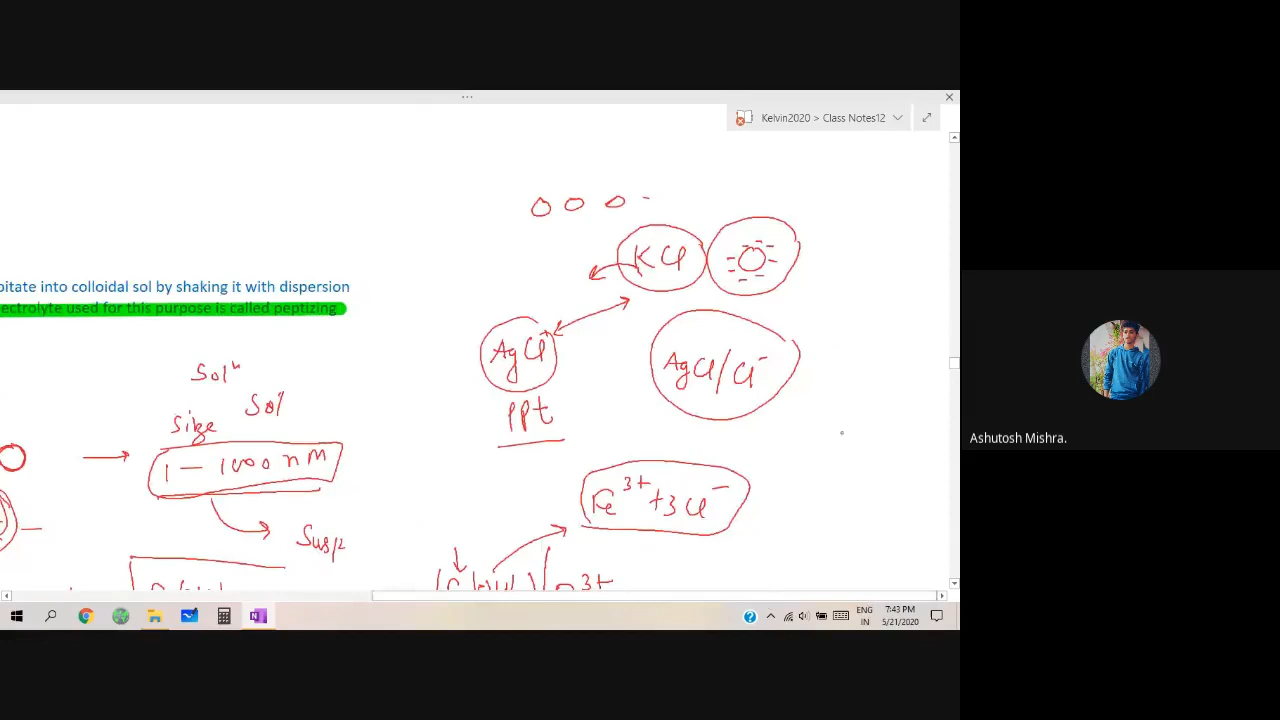 Kelvin2020 > Class Notes12
pitate into colloidal sol by shaking it with dispersion
ectrolyte used for this purpose is called peptizing
KCl
AgCl
AgCl/Cl⁻
ppt
Solⁿ
Sol
Size
1 – 1000 nm
Susp
Fe³⁺ + 3Cl⁻
3+
Ashutosh Mishra.
ENG
IN
7:43 PM
5/21/2020